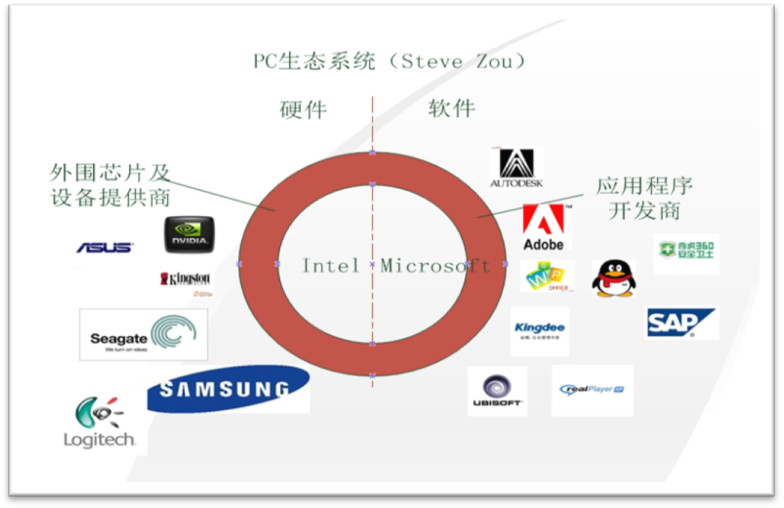 PC生态系统（Steve Zou）
硬件
软件
外围芯片及
设备提供商
应用程序
开发商
Intel
Microsoft
ASUS
NVIDIA.
Kingston
Seagate
We turn on ideas
SAMSUNG
Logitech
AUTODESK
Adobe
TM
OFFICE
奇虎360
安全卫士
Kingdee
SAP
UBISOFT
realPlayer SP